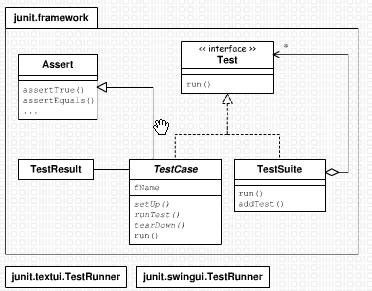 junit.framework
Assert
assertTrue()
assertEquals()
...
<< interface >>
Test
run()
*
TestResult
TestCase
fName
setUp()
runTest()
tearDown()
run()
TestSuite
run()
addTest()
junit.textui.TestRunner
junit.swingui.TestRunner